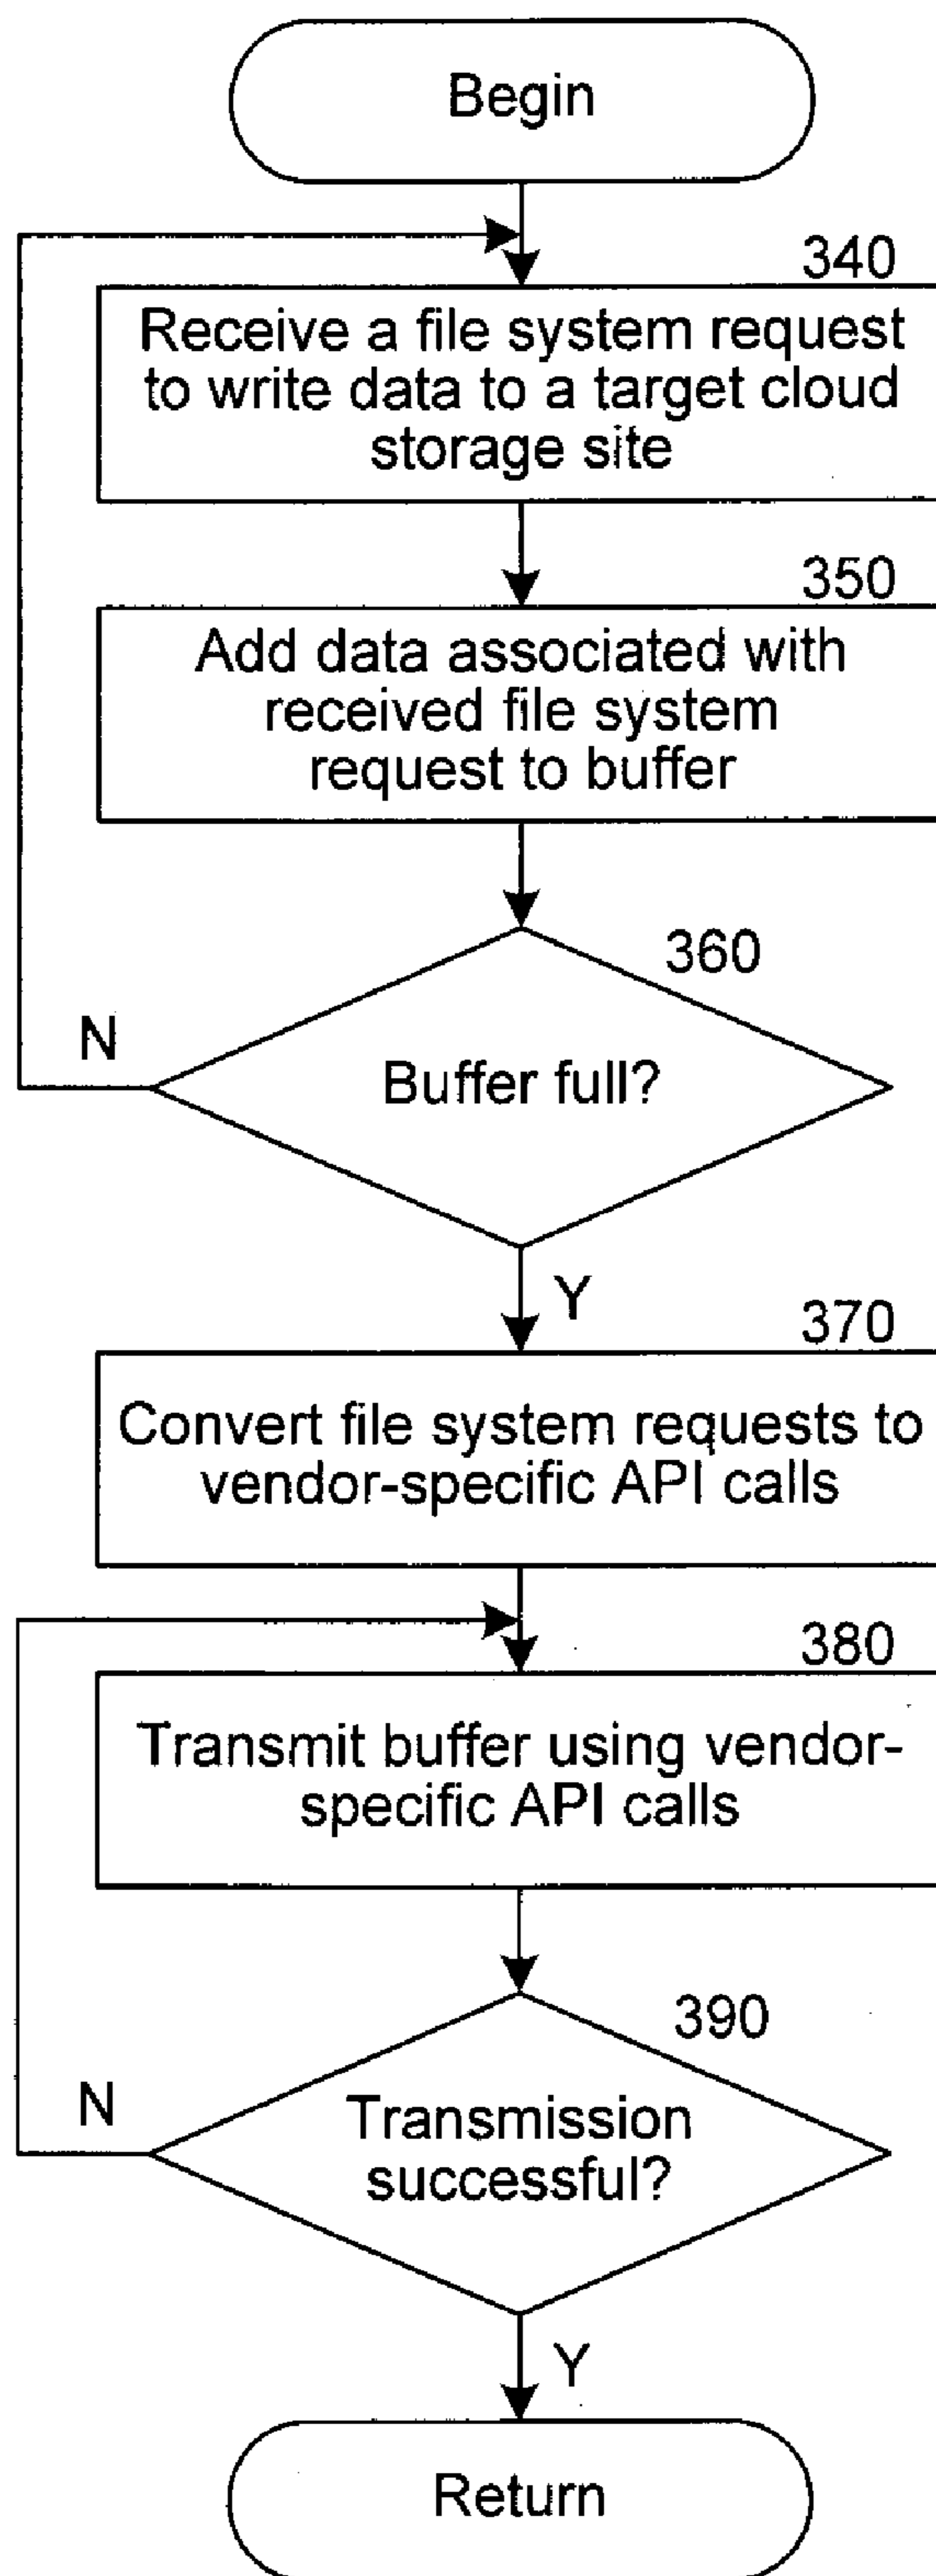 Begin
340
Receive a file system request
to write data to a target cloud
storage site
350
Add data associated with
received file system
request to buffer
360
N
Buffer full?
Y
370
Convert file system requests to
vendor-specific API calls
380
Transmit buffer using vendor-
specific API calls
390
N
Transmission
successful?
Y
Return